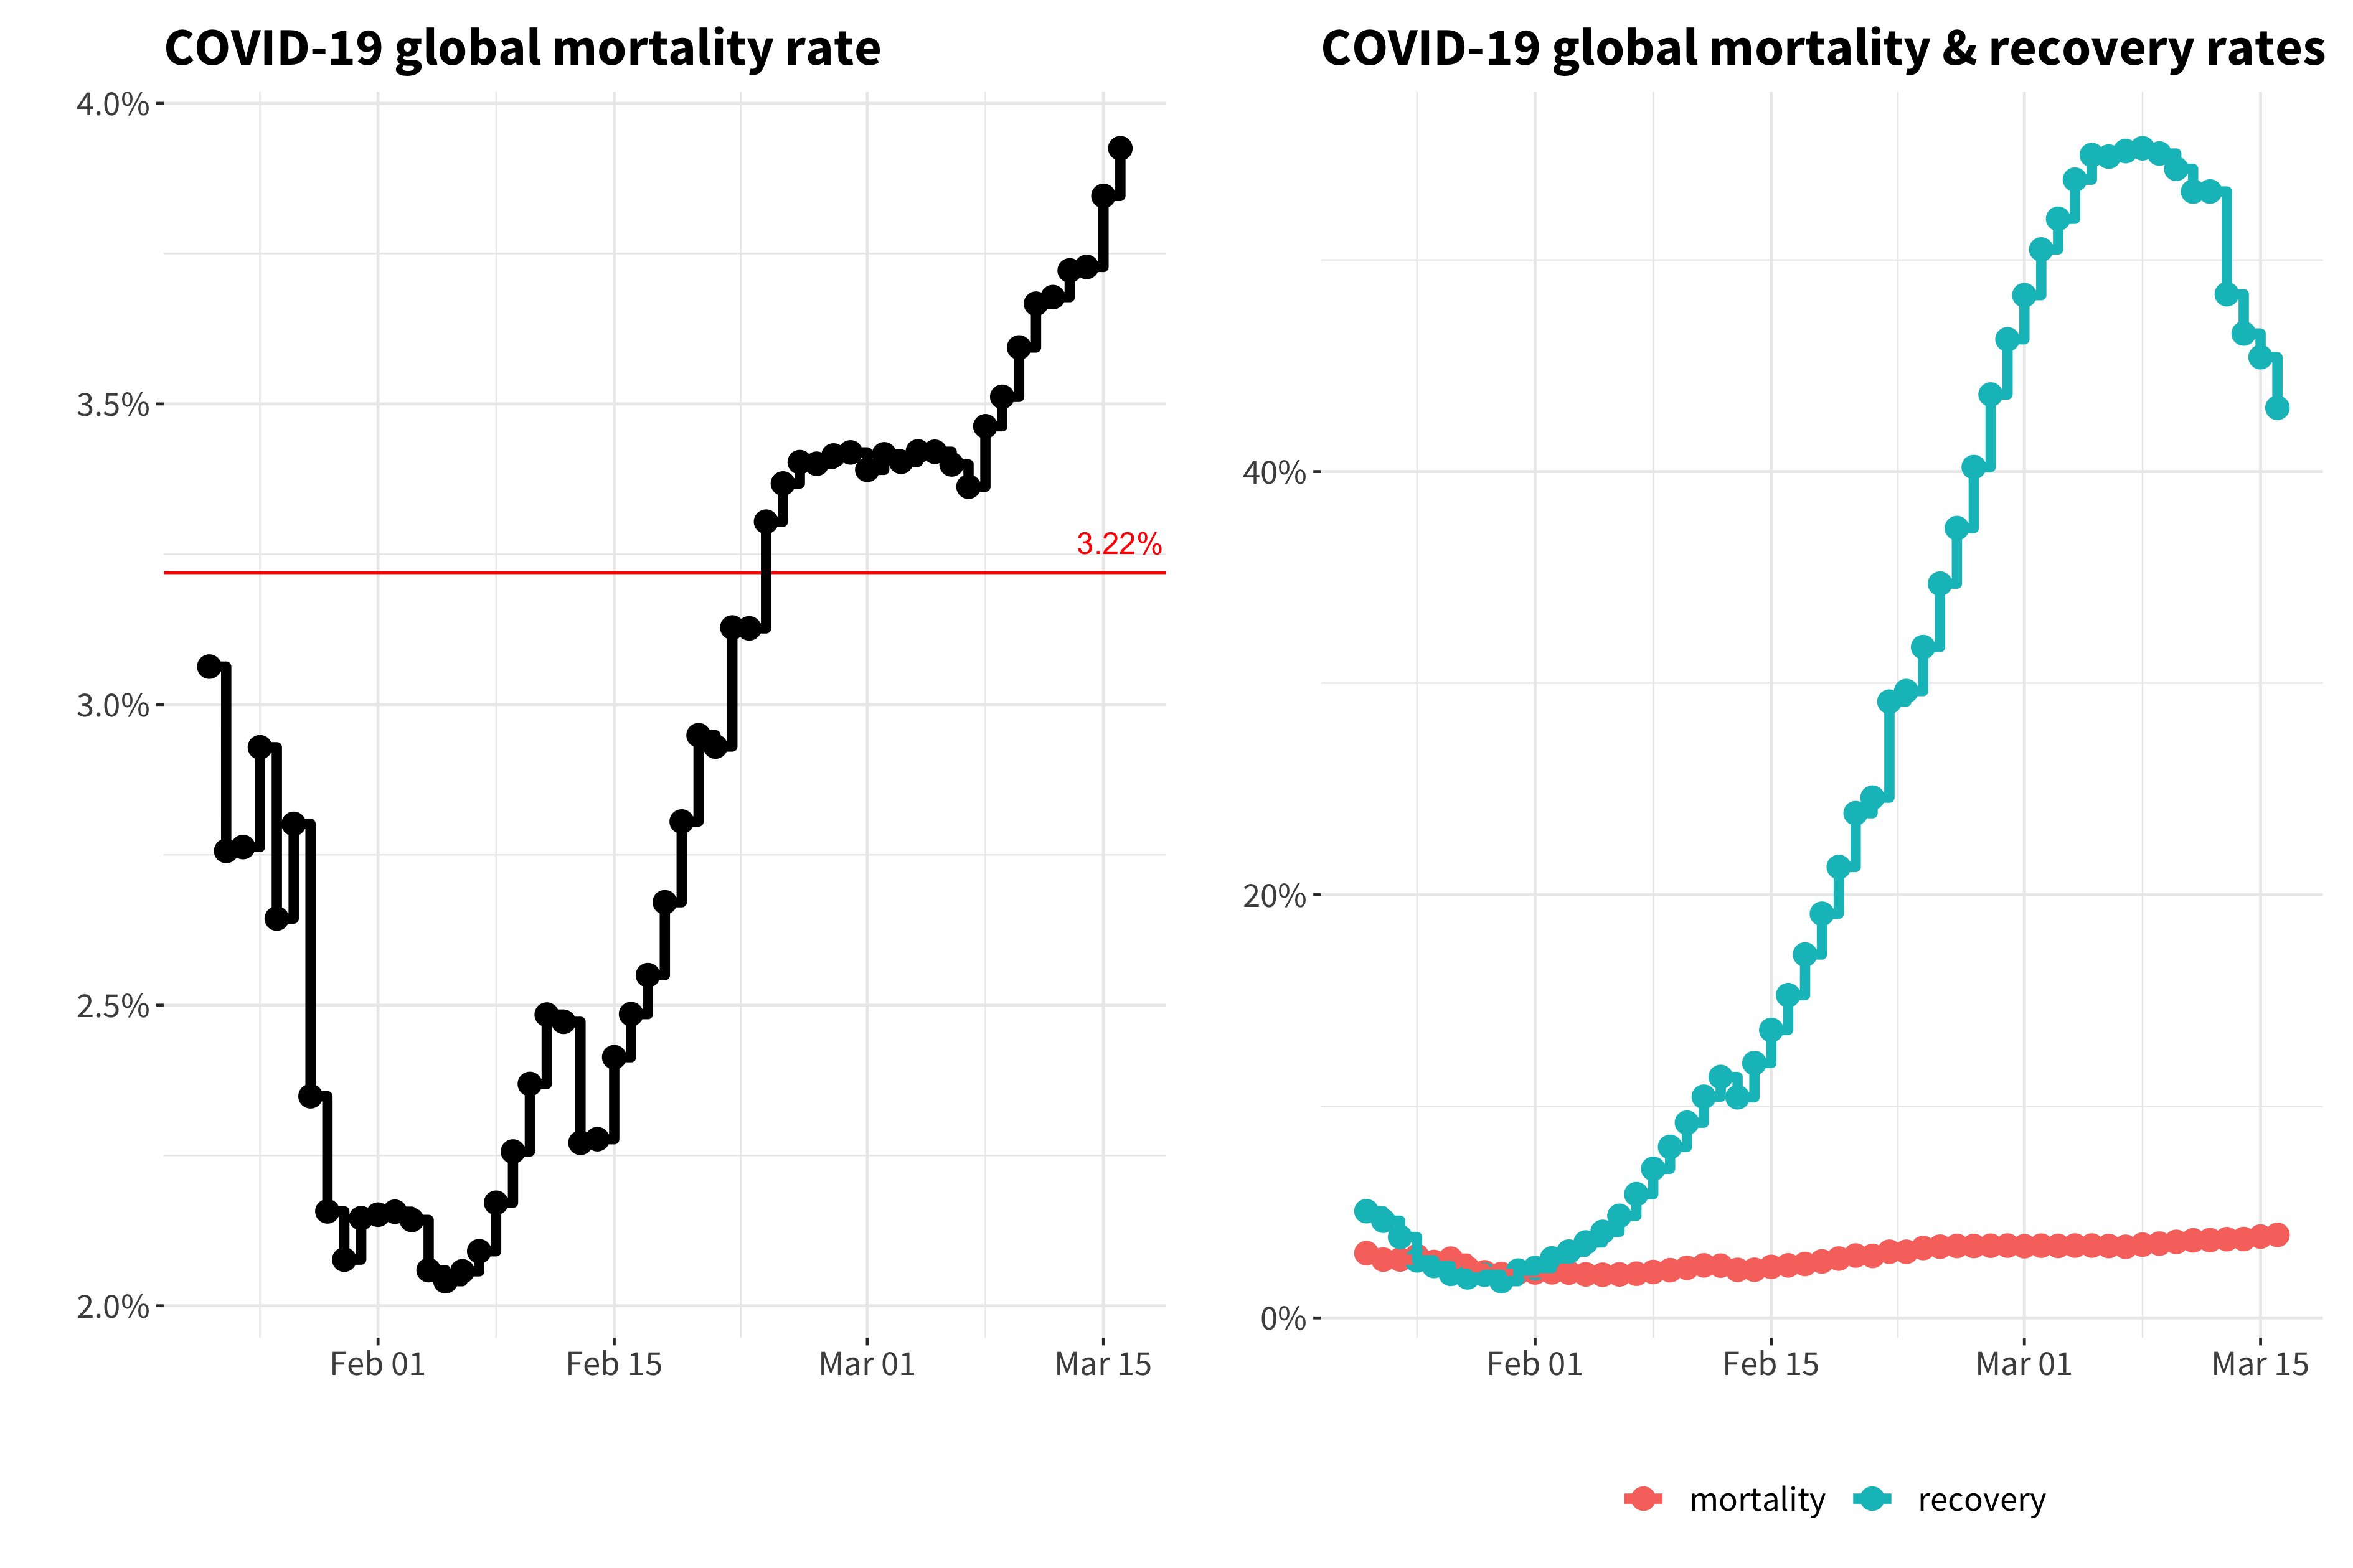 COVID-19 global mortality rate
4.0%
3.5%
3.22%
3.0%
2.5%
2.0%
Feb 01 Feb 15 Mar 01 Mar 15
COVID-19 global mortality & recovery rates
40%
20%
0%
Feb 01 Feb 15 Mar 01 Mar 15
mortality recovery